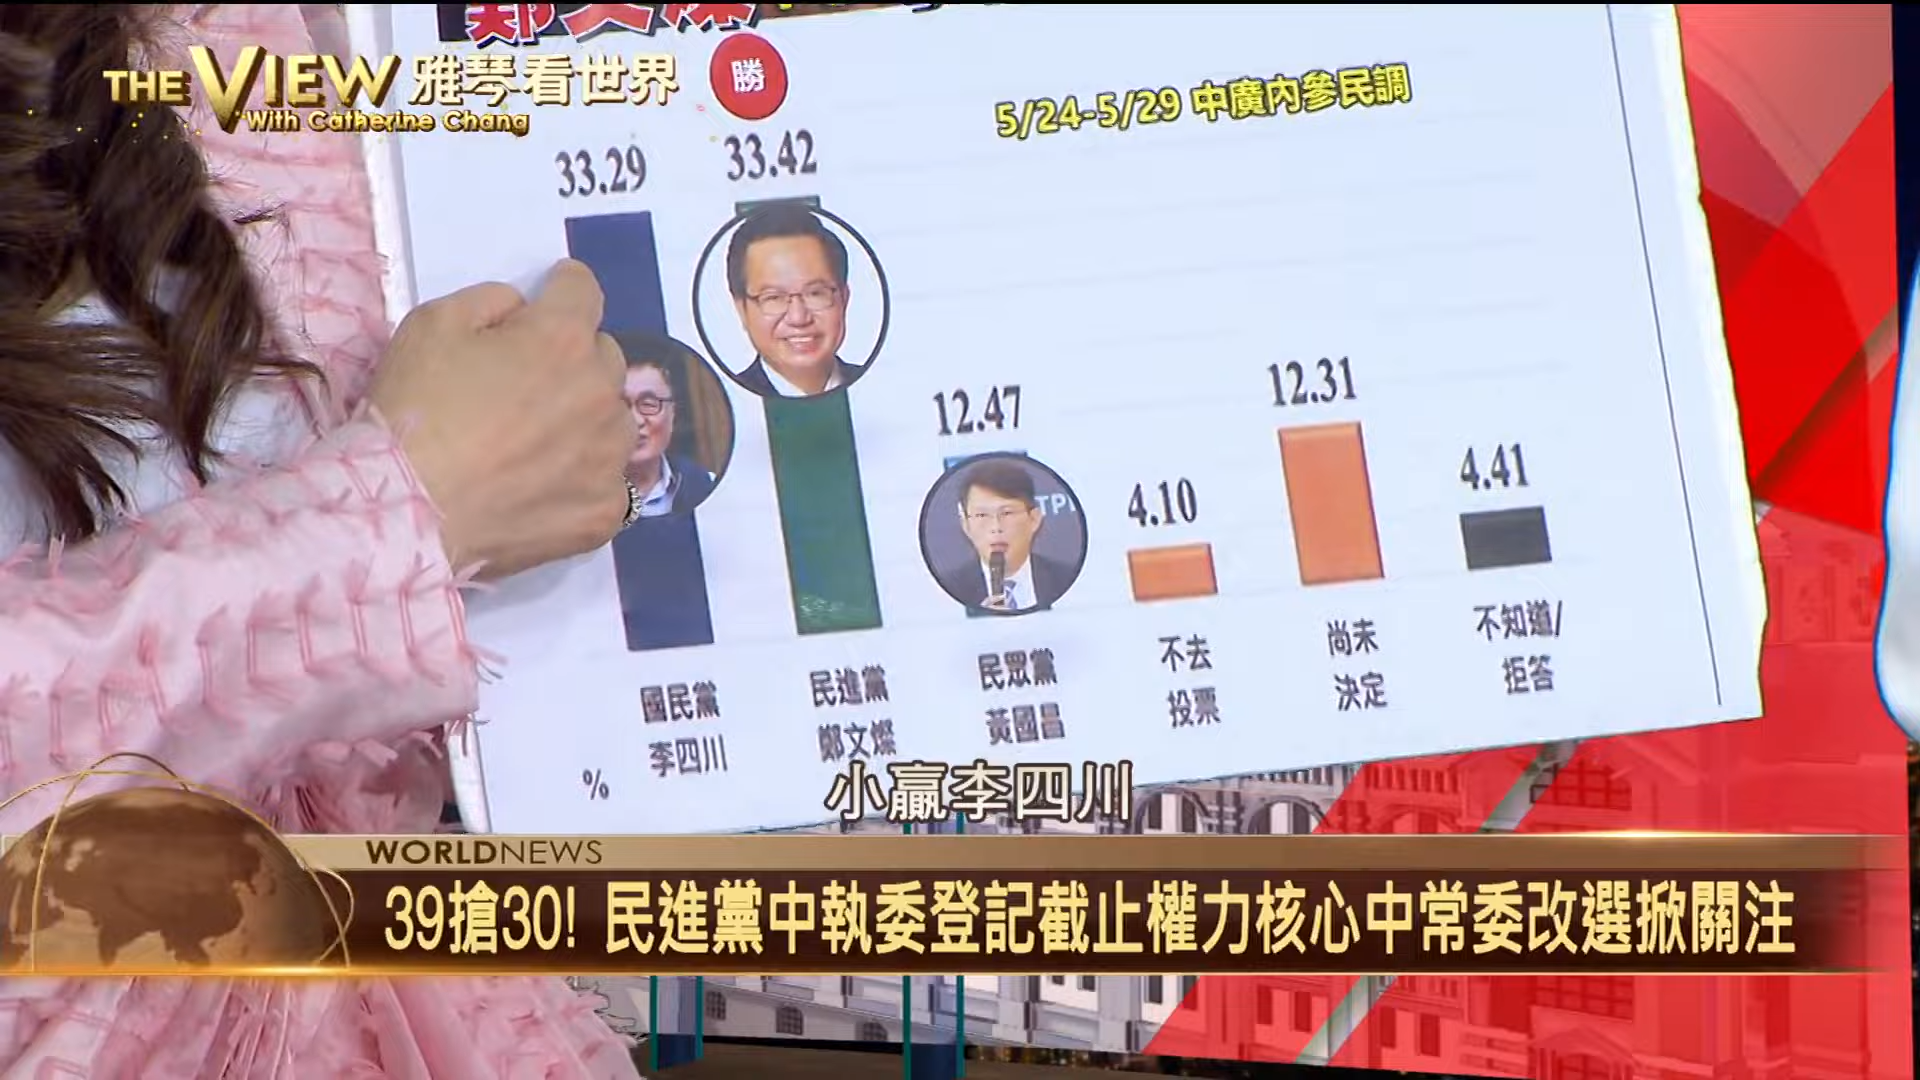 鄭文燦
THE VIEW 雅琴看世界
With Catherine Chang
勝
5/24-5/29 中廣內參民調
33.29
33.42
12.47
4.10
12.31
4.41
TP
國民黨
李四川
民進黨
鄭文燦
民眾黨
黃國昌
不去
投票
尚未
決定
不知道/
拒答
%
小贏李四川
WORLDNEWS
39搶30! 民進黨中執委登記截止權力核心中常委改選掀關注